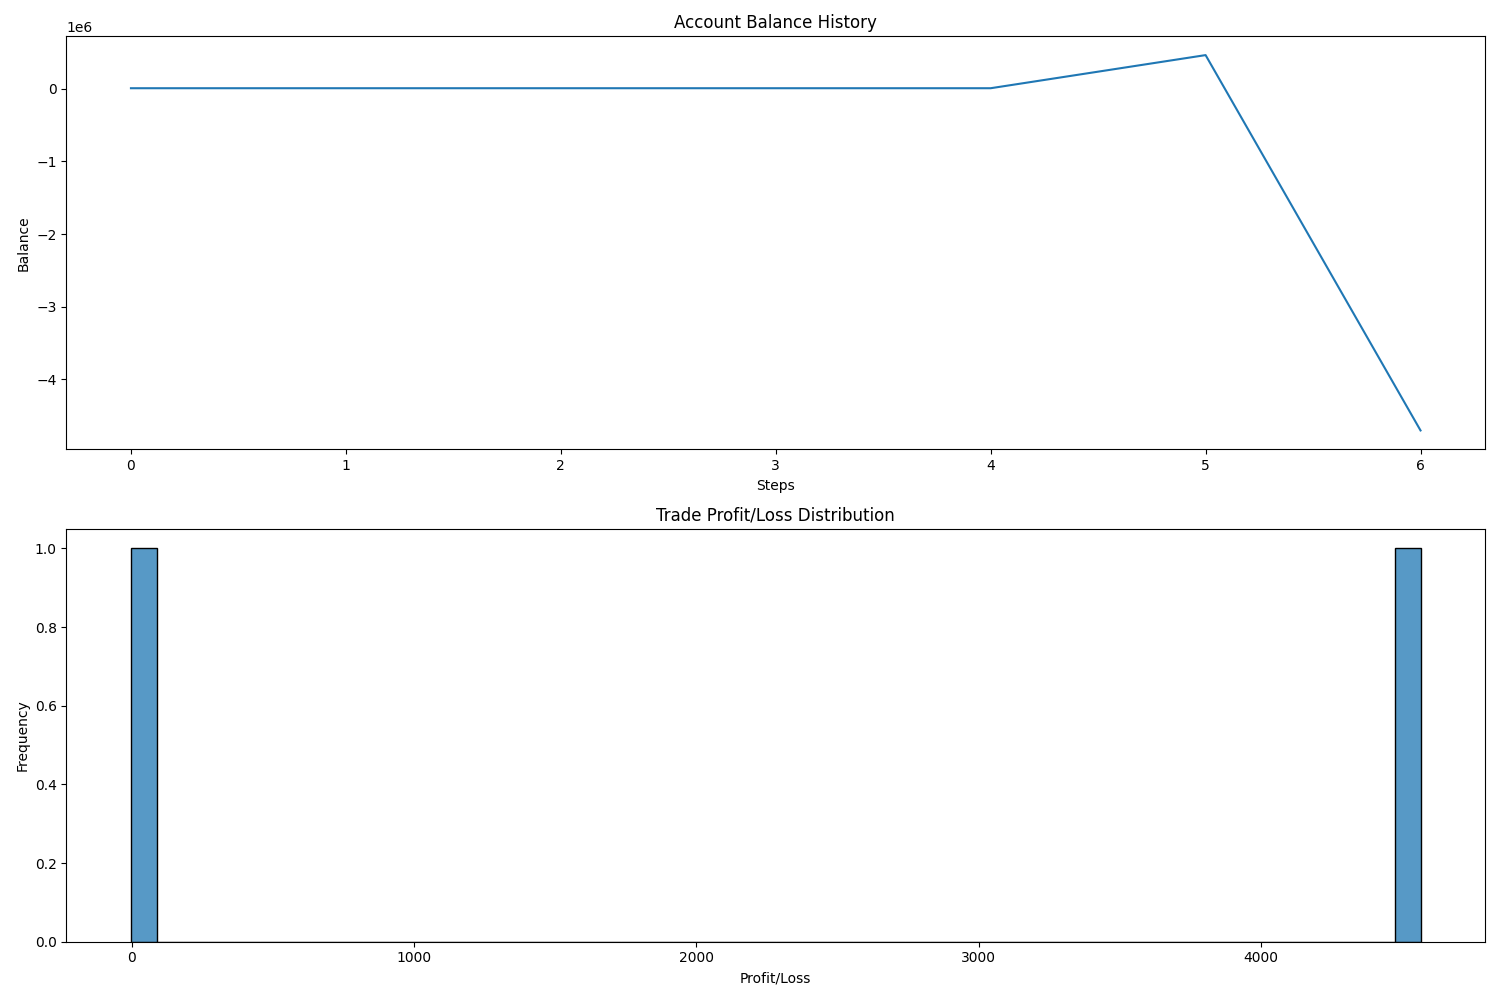 Account Balance History
1e6
0
−1
−2
−3
−4
Balance
0 1 2 3 4 5 6
Steps
Trade Profit/Loss Distribution
1.0
0.8
0.6
0.4
0.2
0.0
Frequency
0 1000 2000 3000 4000
Profit/Loss